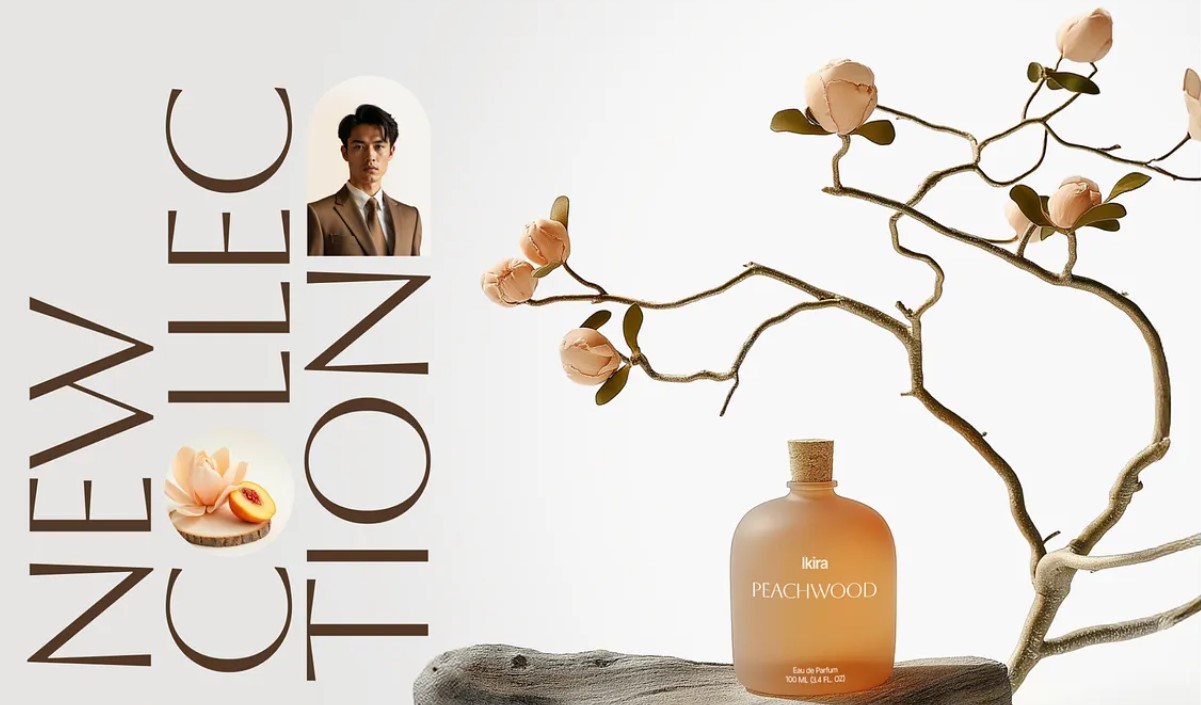 NEW
COLLEC
TION
Ikira
PEACHWOOD
Eau de Parfum
100 ML (3.4 FL. OZ)